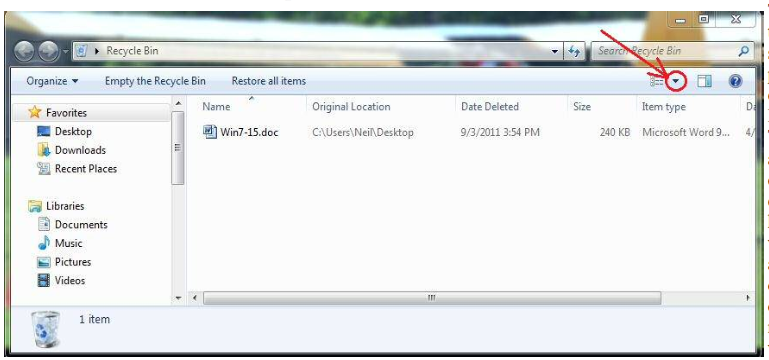 Recycle Bin
Search Recycle Bin
Organize Empty the Recycle Bin Restore all items
Favorites
Desktop
Downloads
Recent Places
Libraries
Documents
Music
Pictures
Videos
Name Original Location Date Deleted Size Item type
Win7-15.doc C:\Users\Neil\Desktop 9/3/2011 3:54 PM 240 KB Microsoft Word 9... 4/
1 item